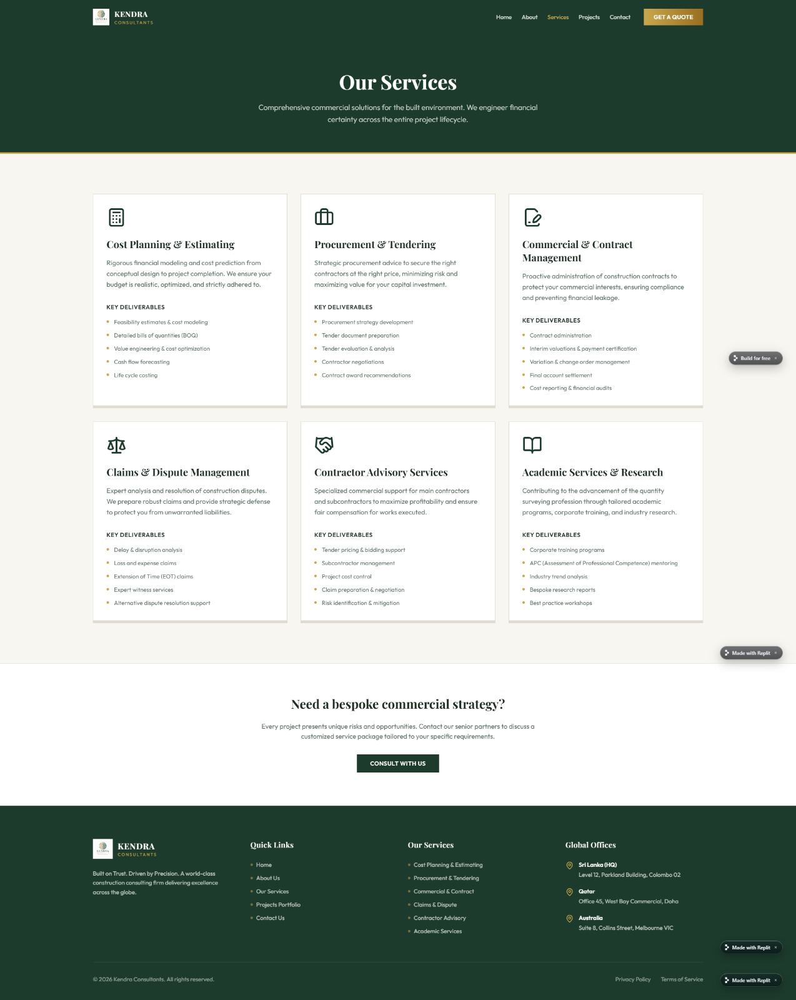 KENDRA
CONSULTANTS
Home
About
Services
Projects
Contact
GET A QUOTE
Our Services
Comprehensive commercial solutions for the built environment. We engineer financial
certainty across the entire project lifecycle.
Cost Planning & Estimating
Rigorous financial modeling and cost prediction from
conceptual design to project completion. We ensure your
budget is realistic, optimized, and strictly adhered to.
KEY DELIVERABLES
Feasibility estimates & cost modeling
Detailed bills of quantities (BOQ)
Value engineering & cost optimization
Cash flow forecasting
Life cycle costing
Procurement & Tendering
Strategic procurement advice to secure the right
contractors at the right price, minimizing risk and
maximizing value for your capital investment.
KEY DELIVERABLES
Procurement strategy development
Tender document preparation
Tender evaluation & analysis
Contractor negotiations
Contract award recommendations
Commercial & Contract
Management
Proactive administration of construction contracts to
protect your commercial interests, ensuring compliance
and preventing financial leakage.
KEY DELIVERABLES
Contract administration
Interim valuations & payment certification
Variation & change order management
Final account settlement
Cost reporting & financial audits
Build for free ×
Claims & Dispute Management
Expert analysis and resolution of construction disputes.
We prepare robust claims and provide strategic defense
to protect you from unwarranted liabilities.
KEY DELIVERABLES
Delay & disruption analysis
Loss and expense claims
Extension of Time (EOT) claims
Expert witness services
Alternative dispute resolution support
Contractor Advisory Services
Specialized commercial support for main contractors
and subcontractors to maximize profitability and ensure
fair compensation for works executed.
KEY DELIVERABLES
Tender pricing & bidding support
Subcontractor management
Project cost control
Claim preparation & negotiation
Risk identification & mitigation
Academic Services & Research
Contributing to the advancement of the quantity
surveying profession through tailored academic
programs, corporate training, and industry research.
KEY DELIVERABLES
Corporate training programs
APC (Assessment of Professional Competence) mentoring
Industry trend analysis
Bespoke research reports
Best practice workshops
Made with Replit ×
Need a bespoke commercial strategy?
Every project presents unique risks and opportunities. Contact our senior partners to discuss a
customized service package tailored to your specific requirements.
CONSULT WITH US
KENDRA
CONSULTANTS
Built on Trust. Driven by Precision. A world-class
construction consulting firm delivering excellence
across the globe.
Quick Links
Home
About Us
Our Services
Projects Portfolio
Contact Us
Our Services
Cost Planning & Estimating
Procurement & Tendering
Commercial & Contract
Claims & Dispute
Contractor Advisory
Academic Services
Global Offices
Sri Lanka (HQ)
Level 12, Parkland Building, Colombo 02
Qatar
Office 45, West Bay Commercial, Doha
Australia
Suite 8, Collins Street, Melbourne VIC
Made with Replit ×
© 2026 Kendra Consultants. All rights reserved.
Privacy Policy
Terms of Service
Made with Replit ×